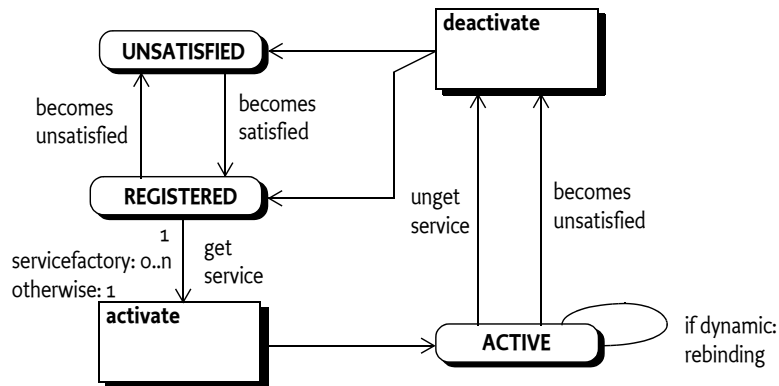 deactivate
UNSATISFIED
becomes
unsatisfied
becomes
satisfied
REGISTERED
unget
service
becomes
unsatisfied
1
servicefactory: 0..n
otherwise: 1
get
service
activate
ACTIVE
if dynamic:
rebinding